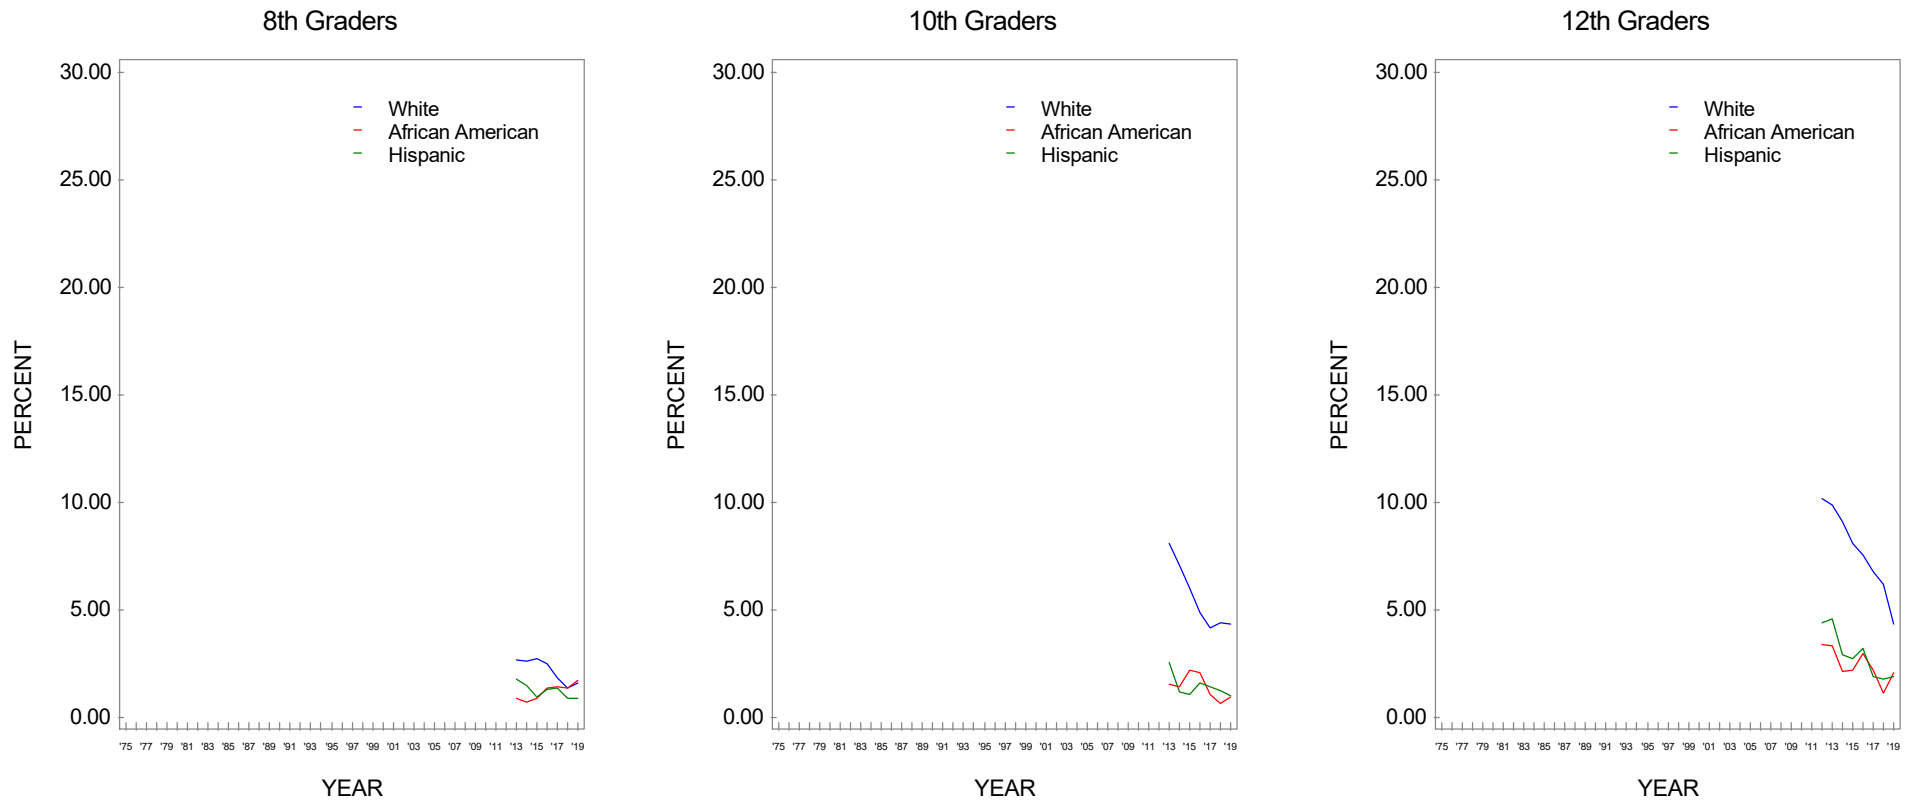 8th Graders
30.00
25.00
20.00
15.00
10.00
5.00
0.00
PERCENT
White
African American
Hispanic
'75 '77 '79 '81 '83 '85 '87 '89 '91 '93 '95 '97 '99 '01 '03 '05 '07 '09 '11 '13 '15 '17 '19
YEAR
10th Graders
30.00
25.00
20.00
15.00
10.00
5.00
0.00
PERCENT
White
African American
Hispanic
'75 '77 '79 '81 '83 '85 '87 '89 '91 '93 '95 '97 '99 '01 '03 '05 '07 '09 '11 '13 '15 '17 '19
YEAR
12th Graders
30.00
25.00
20.00
15.00
10.00
5.00
0.00
PERCENT
White
African American
Hispanic
'75 '77 '79 '81 '83 '85 '87 '89 '91 '93 '95 '97 '99 '01 '03 '05 '07 '09 '11 '13 '15 '17 '19
YEAR